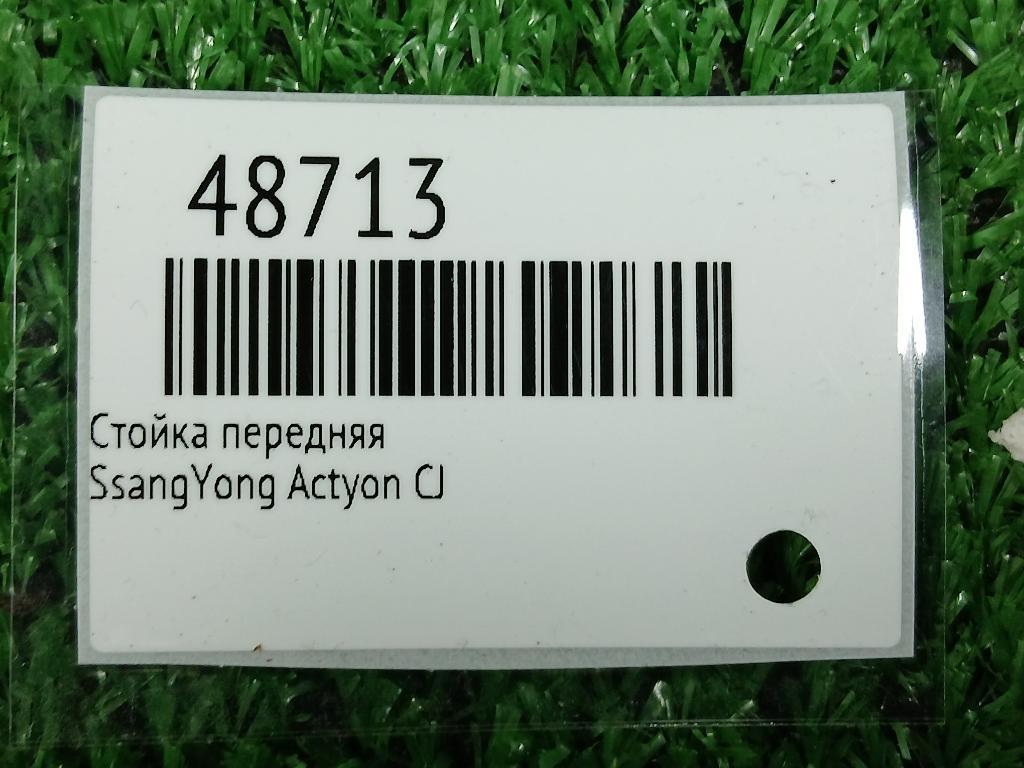 48713
Стойка передняя
SsangYong Actyon CJ